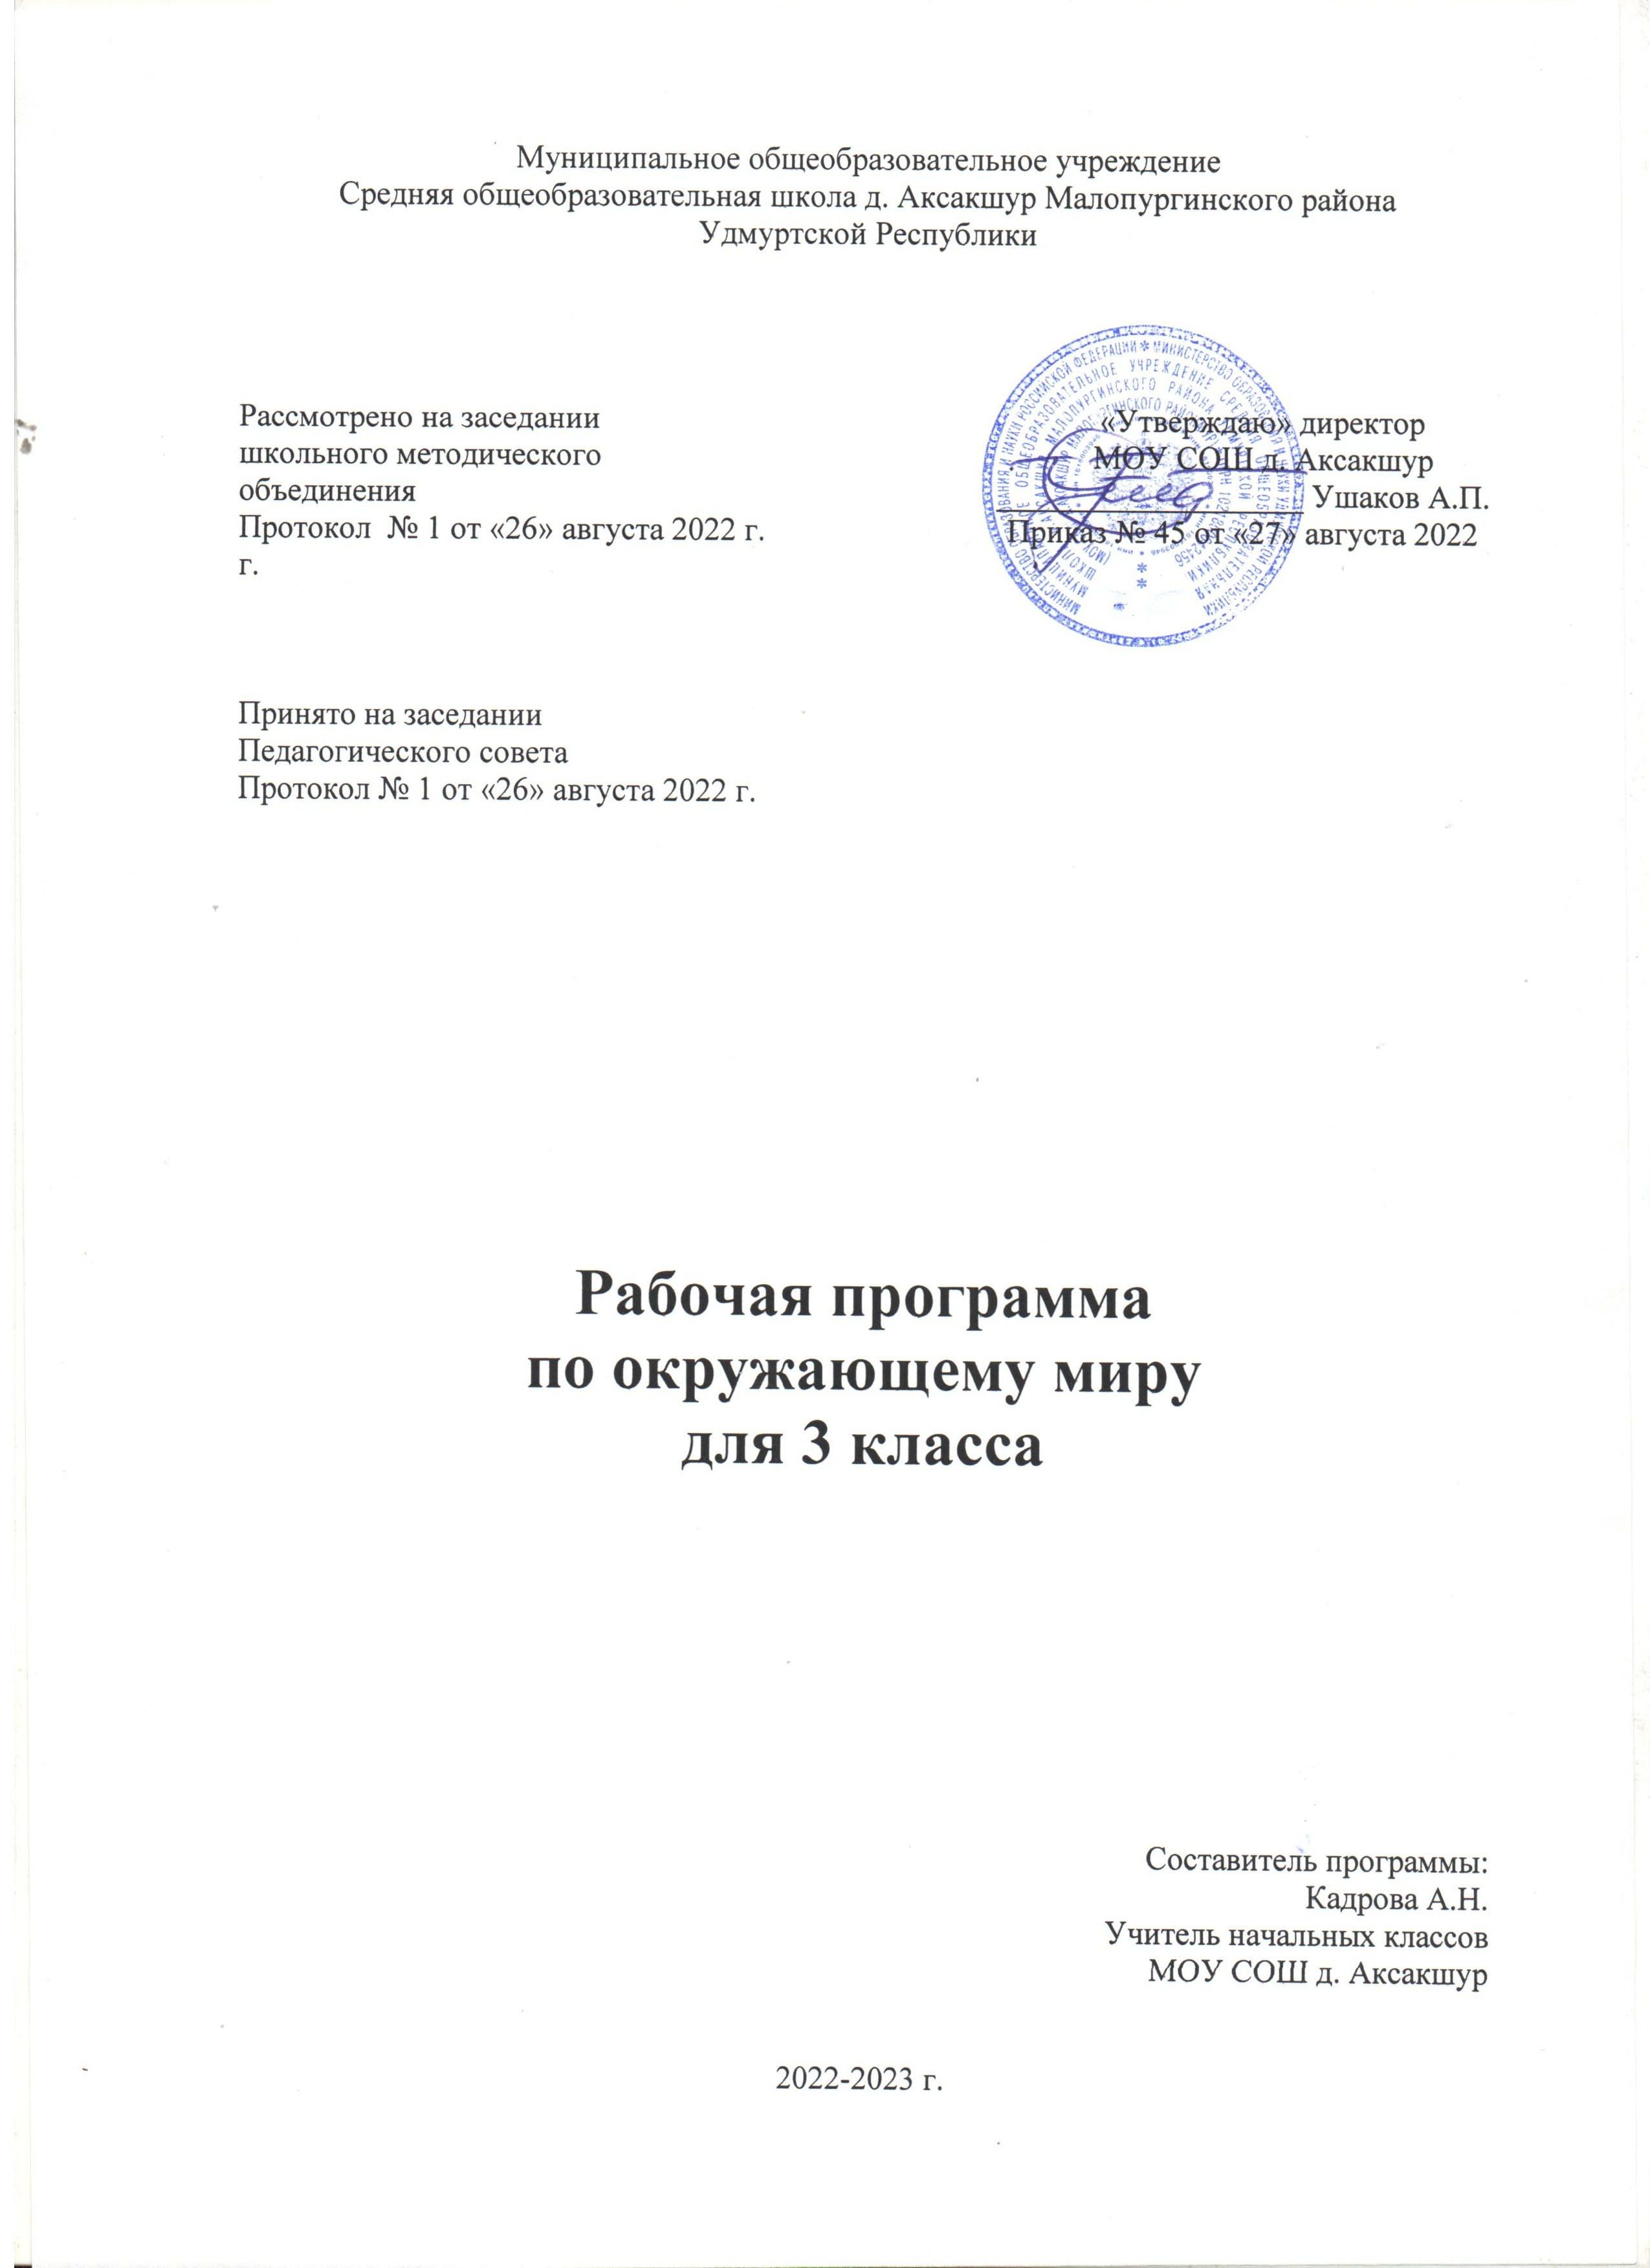 Муниципальное общеобразовательное учреждение
Средняя общеобразовательная школа д. Аксакшур Малопургинского района
Удмуртской Республики
Рассмотрено на заседании
школьного методического
объединения
Протокол № 1 от «26» августа 2022 г.
г.
«Утверждаю» директор
МОУ СОШ д. Аксакшур
Ушаков А.П.
Приказ № 45 от «27» августа 2022
Принято на заседании
Педагогического совета
Протокол № 1 от «26» августа 2022 г.
Рабочая программа
по окружающему миру
для 3 класса
Составитель программы:
Кадрова А.Н.
Учитель начальных классов
МОУ СОШ д. Аксакшур
2022-2023 г.